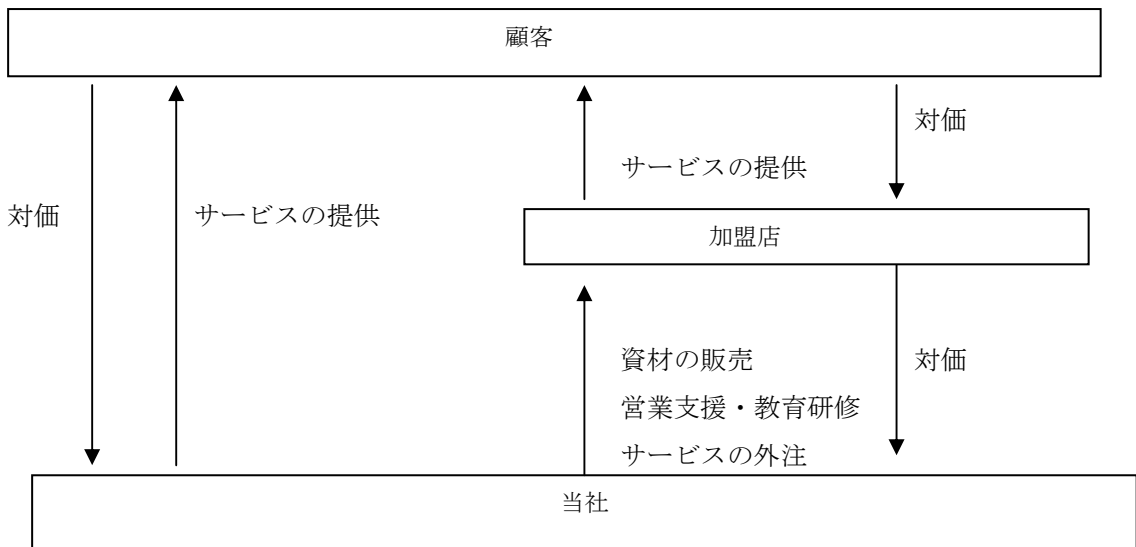 顧客
対価
サービスの提供
対価
サービスの提供
加盟店
資材の販売
営業支援・教育研修
サービスの外注
対価
当社